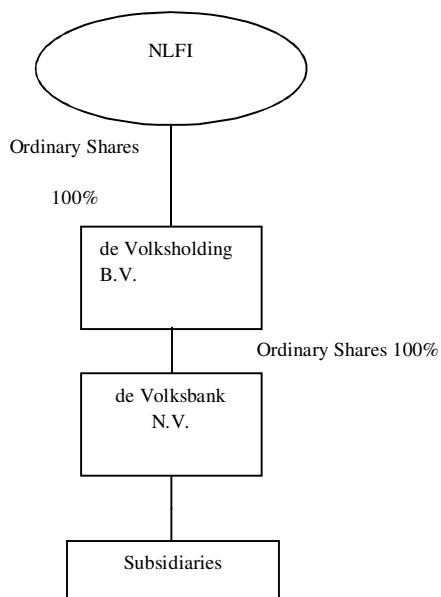 NLFI
Ordinary Shares
100%
de Volksholding
B.V.
Ordinary Shares 100%
de Volksbank
N.V.
Subsidiaries